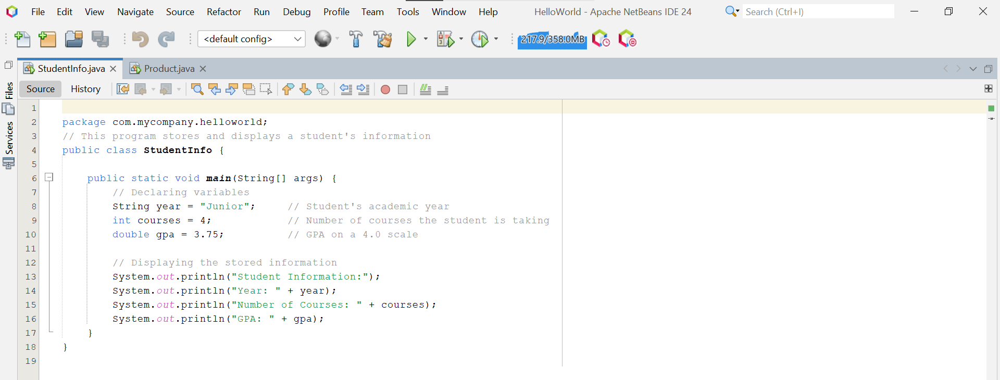 File Edit View Navigate Source Refactor Run Debug Profile Team Tools Window Help HelloWorld - Apache NetBeans IDE 24 Search (Ctrl+I)
<default config> 217.9/358.0MB
StudentInfo.java Product.java
Source History
Files
Services
1
2 package com.mycompany.helloworld;
3 // This program stores and displays a student's information
4 public class StudentInfo {
5
6 public static void main(String[] args) {
7 // Declaring variables
8 String year = "Junior"; // Student's academic year
9 int courses = 4; // Number of courses the student is taking
10 double gpa = 3.75; // GPA on a 4.0 scale
11
12 // Displaying the stored information
13 System.out.println("Student Information:");
14 System.out.println("Year: " + year);
15 System.out.println("Number of Courses: " + courses);
16 System.out.println("GPA: " + gpa);
17 }
18 }
19